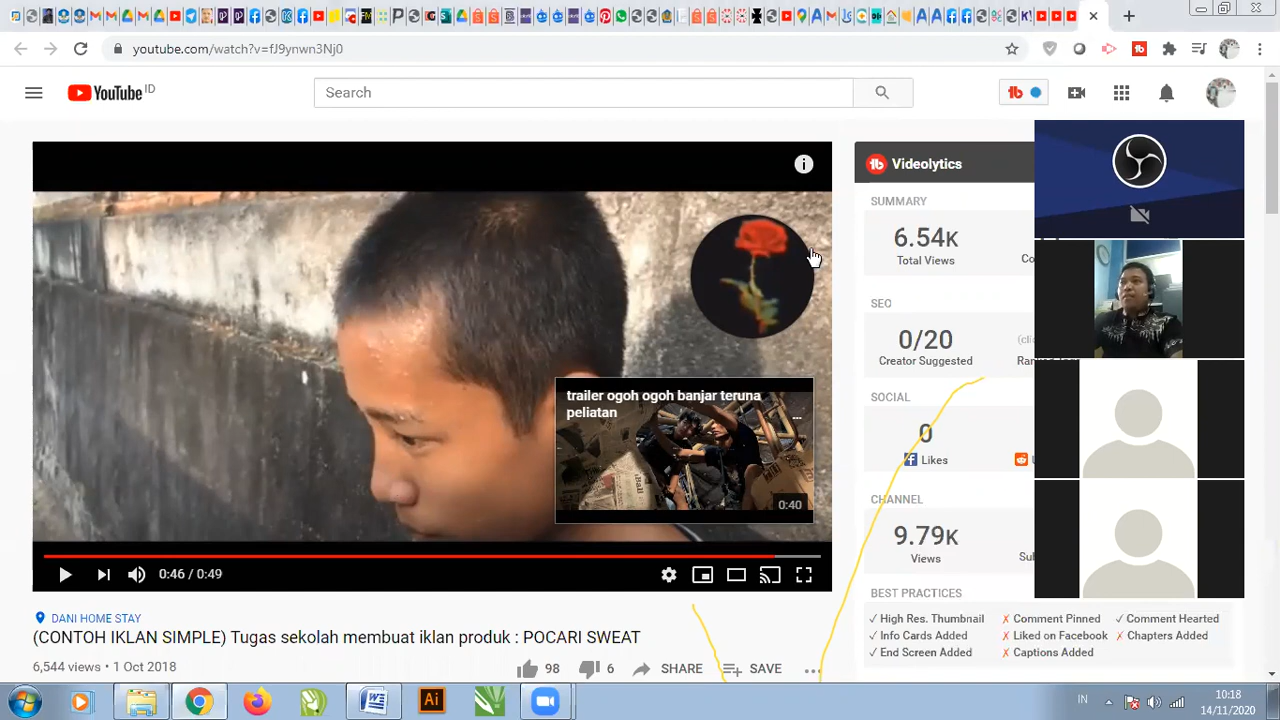 youtube.com/watch?v=fJ9ynwn3Nj0
YouTube ID
Search
trailer ogoh ogoh banjar teruna
peliatan
0:40
0:46 / 0:49
DANI HOME STAY
(CONTOH IKLAN SIMPLE) Tugas sekolah membuat iklan produk : POCARI SWEAT
6,544 views • 1 Oct 2018
98
6
SHARE
SAVE
Videolytics
SUMMARY
6.54K
Total Views
SEO
0/20
Creator Suggested
SOCIAL
0
Likes
CHANNEL
9.79K
Views
BEST PRACTICES
✓ High Res. Thumbnail ✗ Comment Pinned ✓ Comment Hearted
✓ Info Cards Added ✗ Liked on Facebook ✗ Chapters Added
✓ End Screen Added ✗ Captions Added
Ai
IN
10:18
14/11/2020